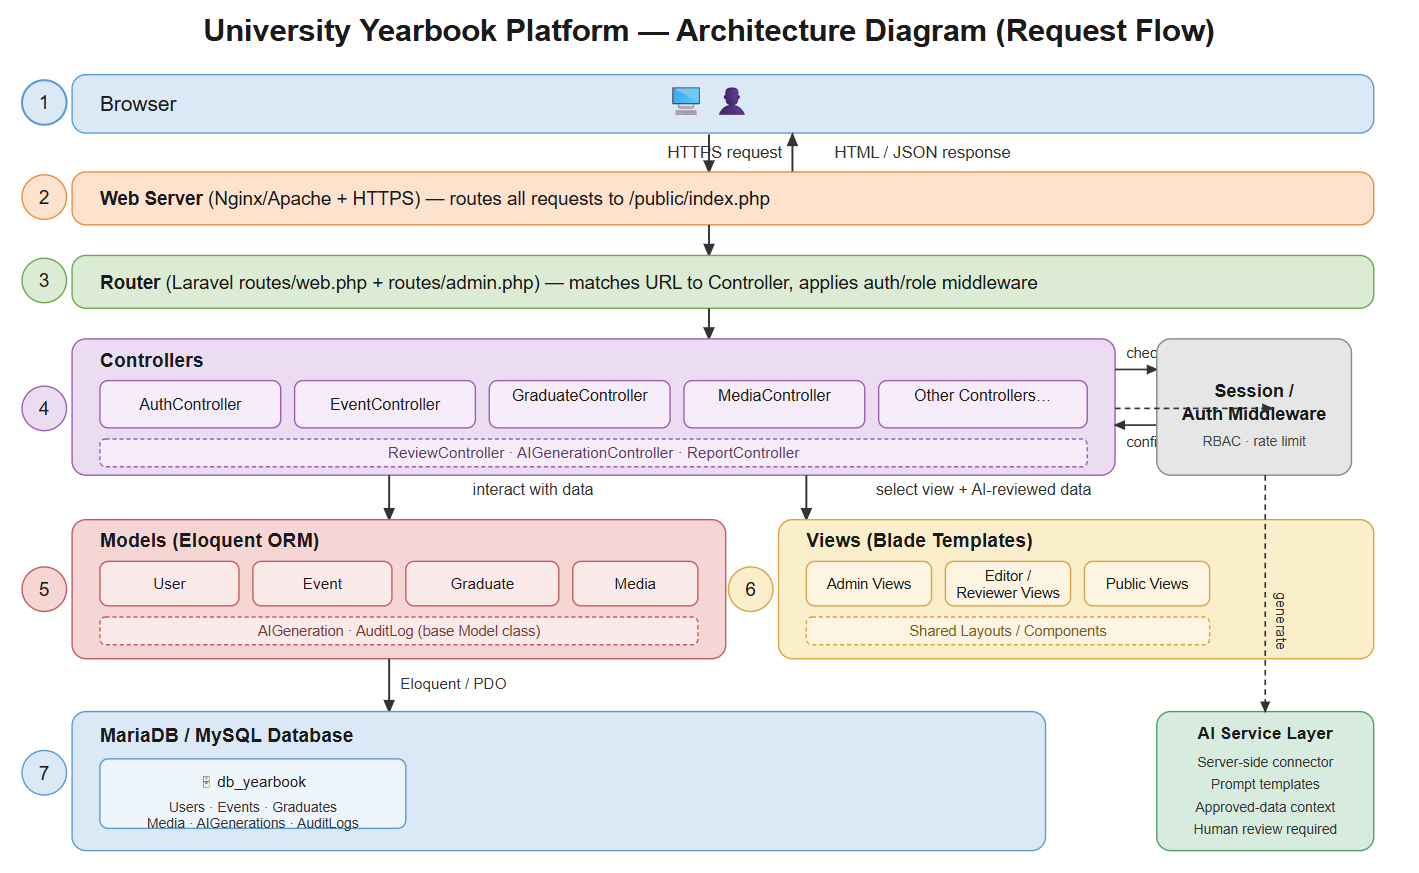 University Yearbook Platform — Architecture Diagram (Request Flow)
1
Browser
HTTPS request
HTML / JSON response
2
Web Server (Nginx/Apache + HTTPS) — routes all requests to /public/index.php
3
Router (Laravel routes/web.php + routes/admin.php) — matches URL to Controller, applies auth/role middleware
4
Controllers
AuthController
EventController
GraduateController
MediaController
Other Controllers...
ReviewController · AIGenerationController · ReportController
Session /
Auth Middleware
RBAC · rate limit
interact with data
select view + AI-reviewed data
5
Models (Eloquent ORM)
User
Event
Graduate
Media
AIGeneration · AuditLog (base Model class)
6
Views (Blade Templates)
Admin Views
Editor /
Reviewer Views
Public Views
Shared Layouts / Components
generate
Eloquent / PDO
7
MariaDB / MySQL Database
db_yearbook
Users · Events · Graduates
Media · AIGenerations · AuditLogs
AI Service Layer
Server-side connector
Prompt templates
Approved-data context
Human review required